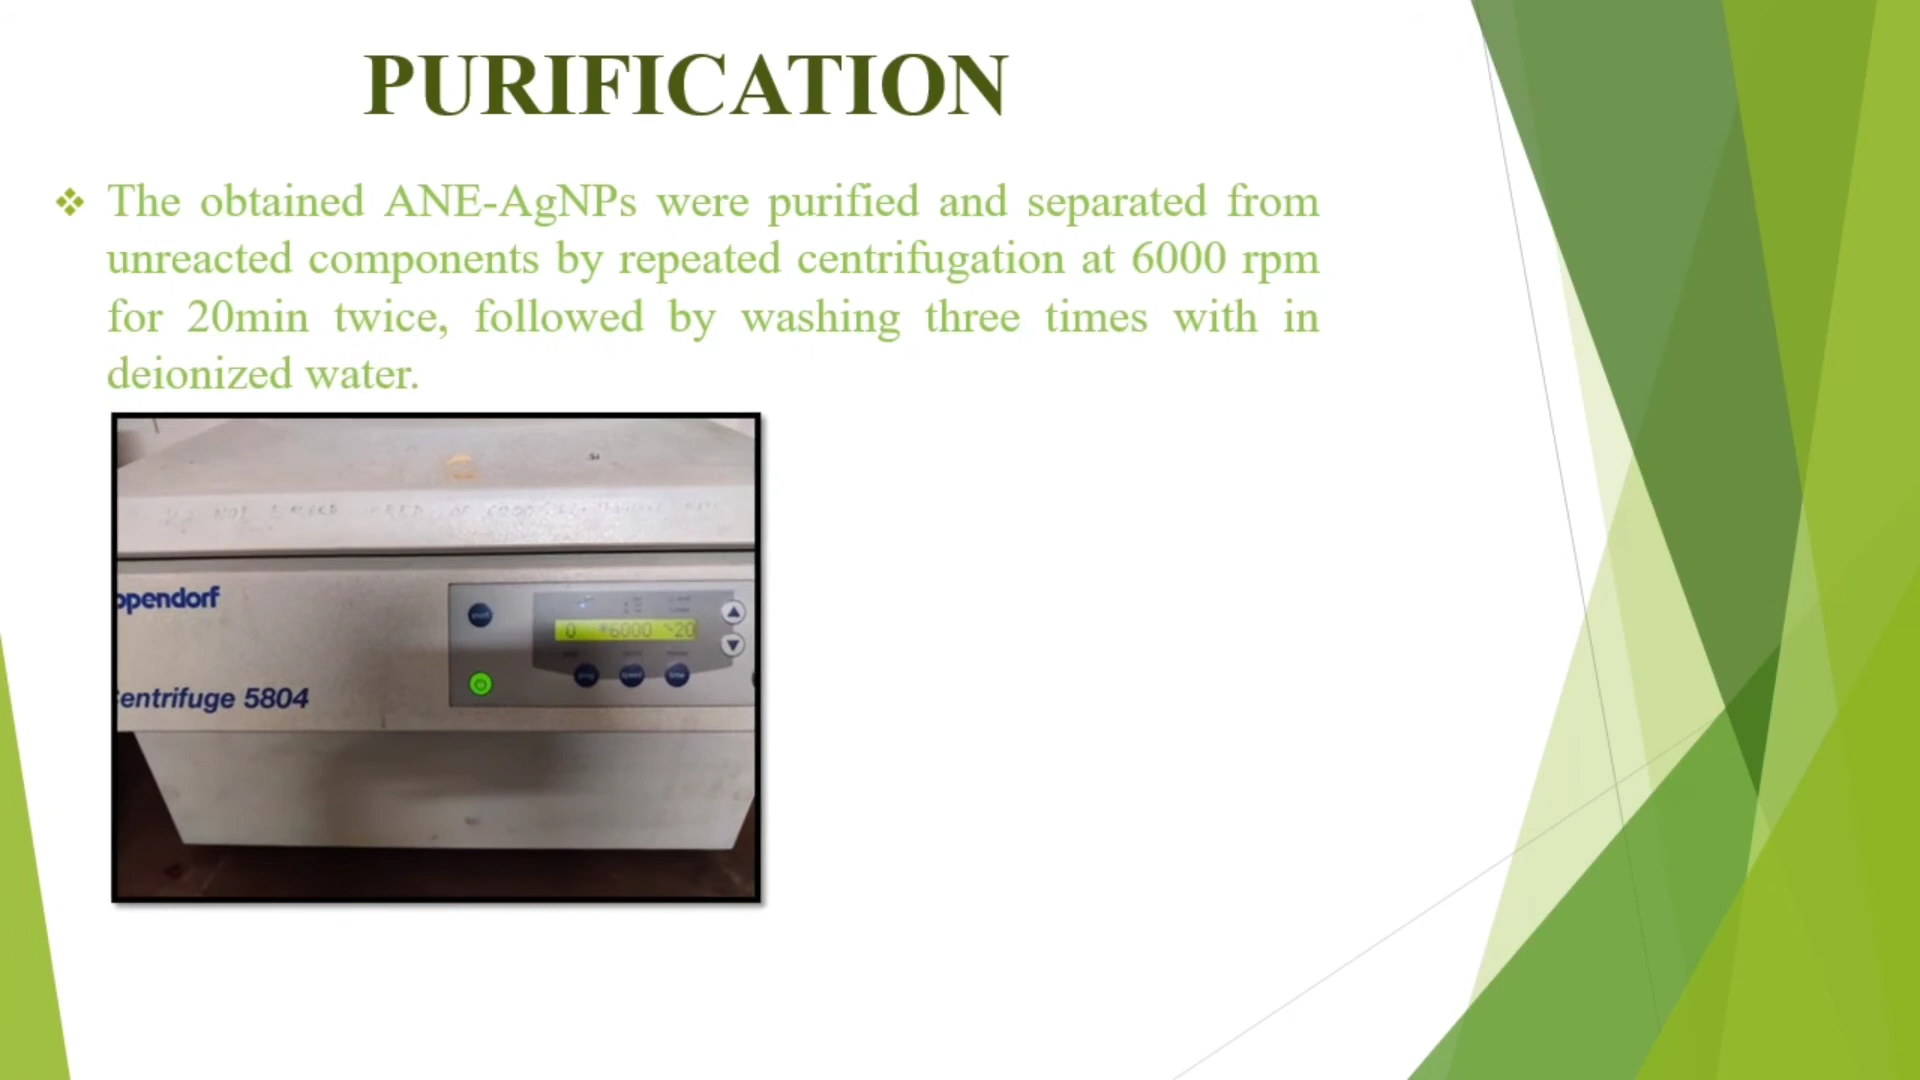 PURIFICATION
The obtained ANE-AgNPs were purified and separated from
unreacted components by repeated centrifugation at 6000 rpm
for 20min twice, followed by washing three times with in
deionized water.
ppendorf
0 *6000 20
entrifuge 5804